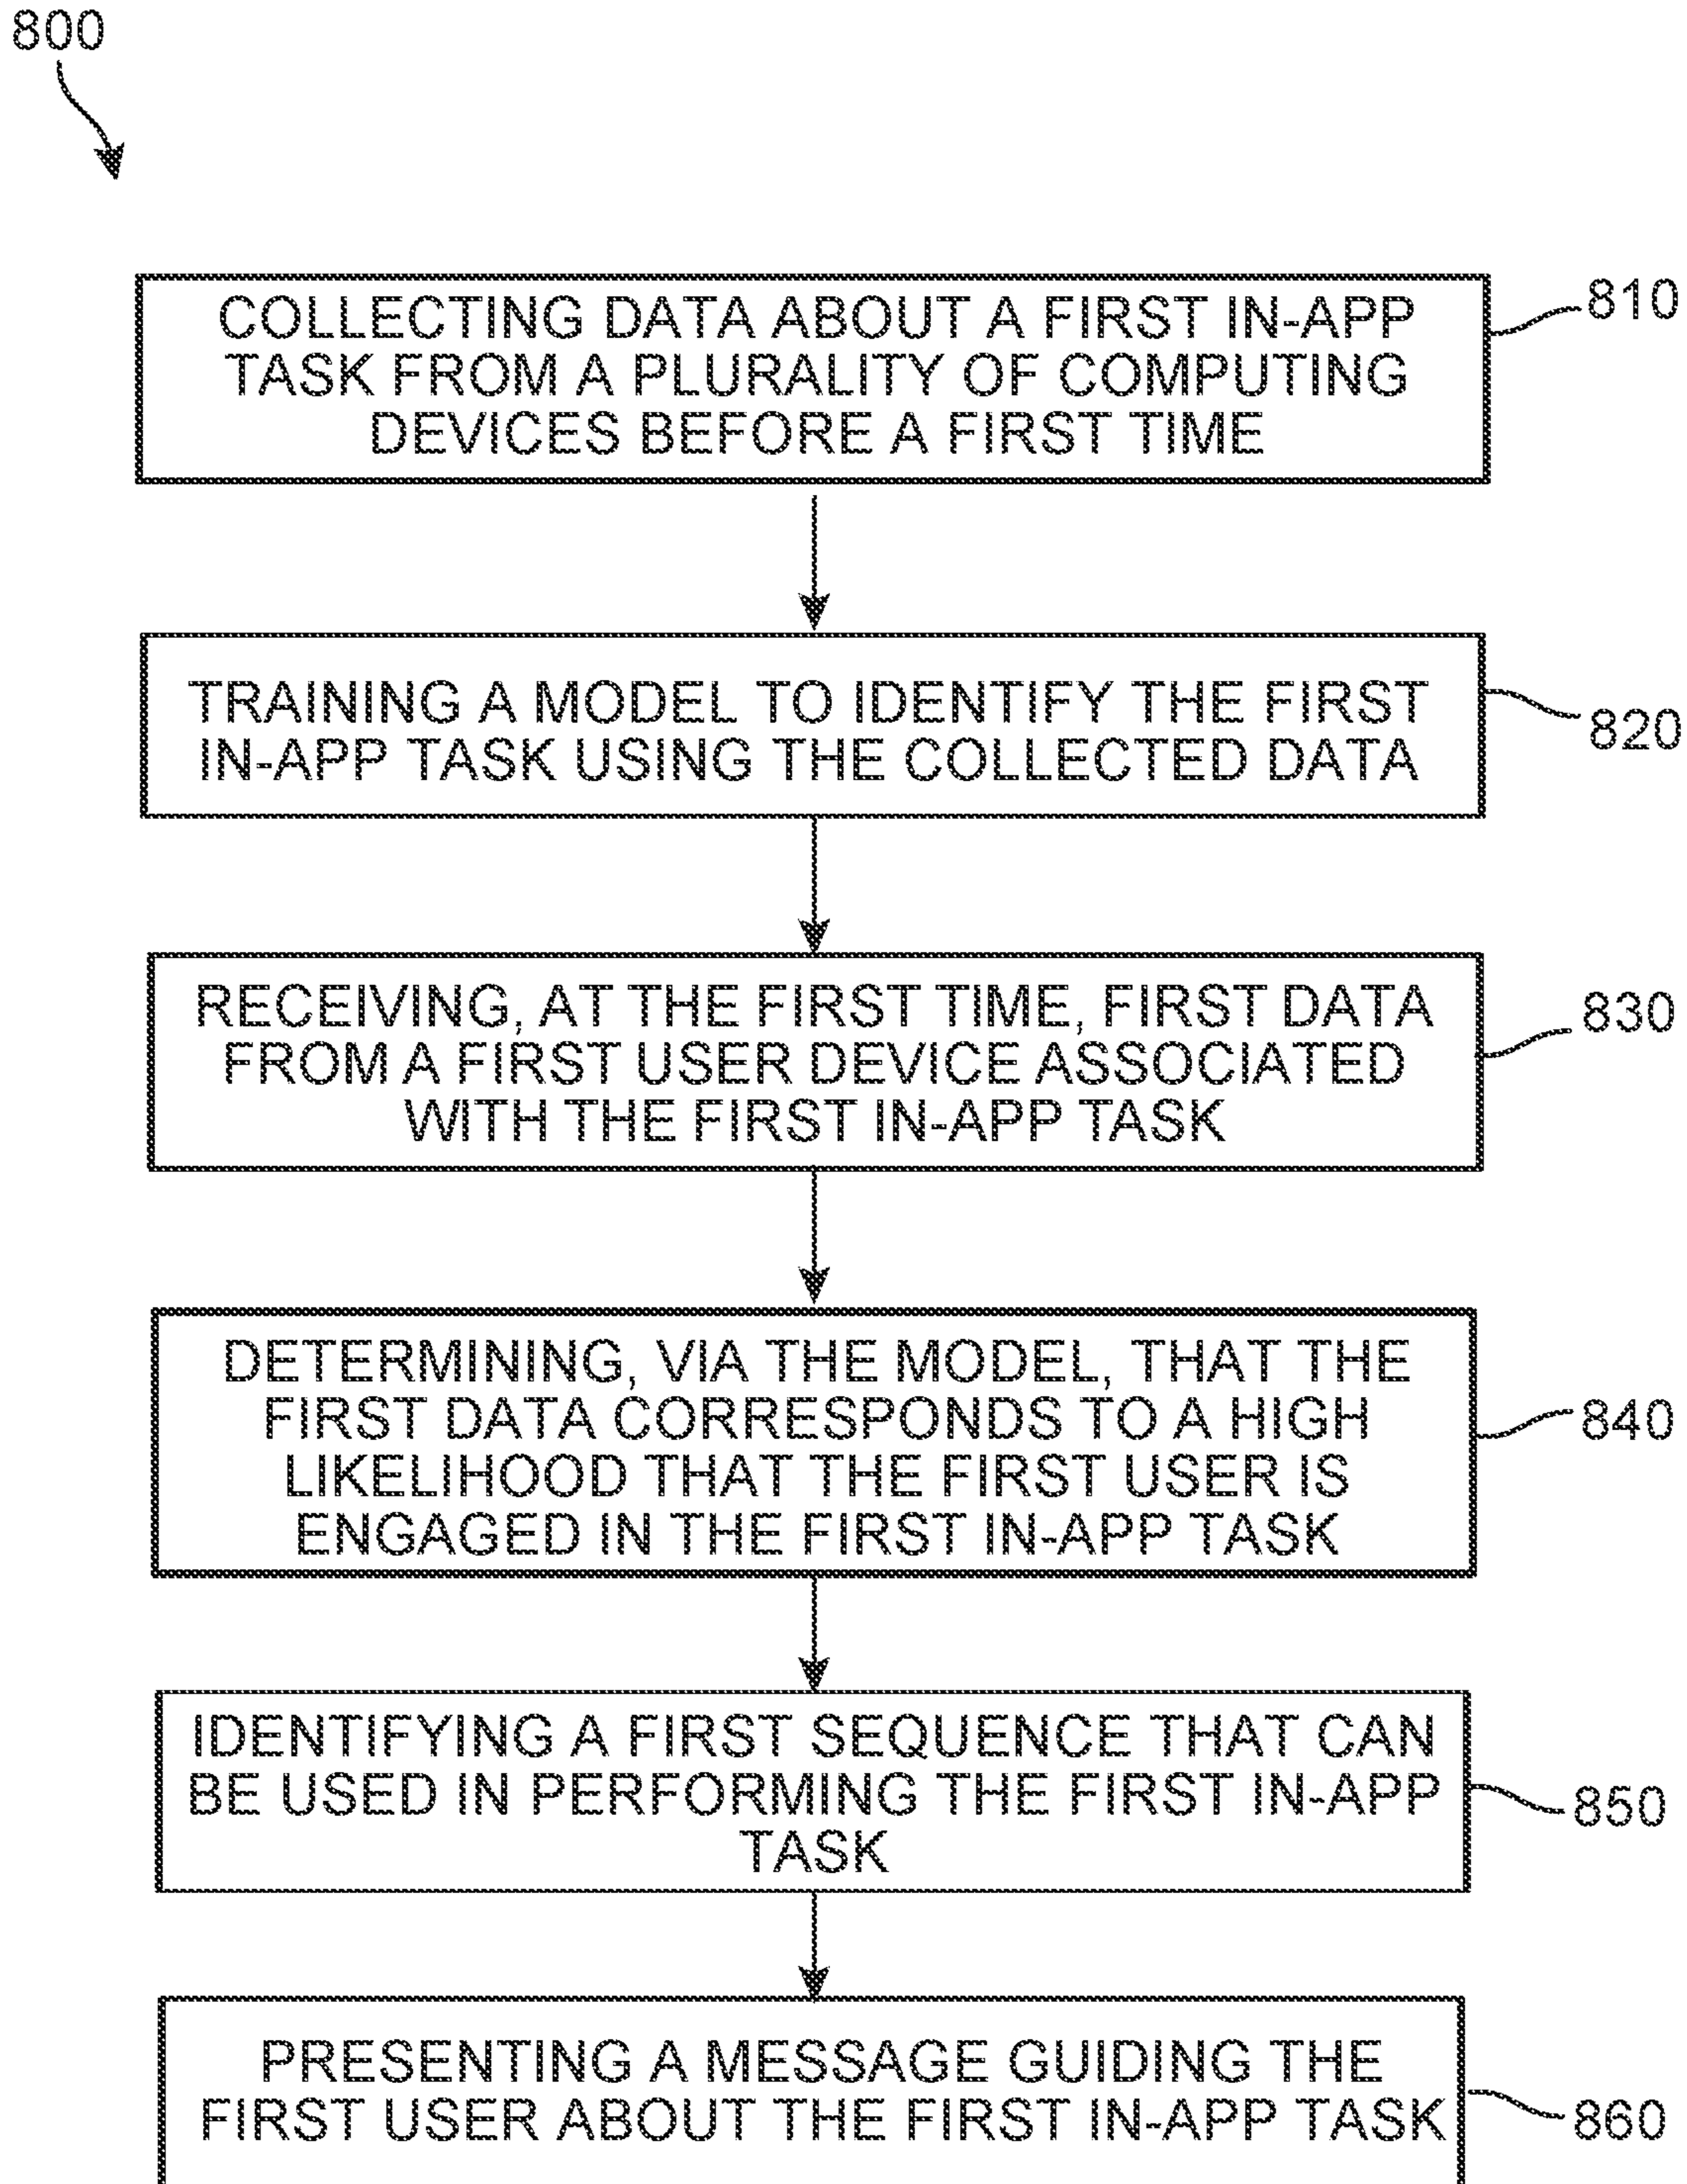 800
COLLECTING DATA ABOUT A FIRST IN-APP
TASK FROM A PLURALITY OF COMPUTING
DEVICES BEFORE A FIRST TIME
810
TRAINING A MODEL TO IDENTIFY THE FIRST
IN-APP TASK USING THE COLLECTED DATA
820
RECEIVING, AT THE FIRST TIME, FIRST DATA
FROM A FIRST USER DEVICE ASSOCIATED
WITH THE FIRST IN-APP TASK
830
DETERMINING, VIA THE MODEL, THAT THE
FIRST DATA CORRESPONDS TO A HIGH
LIKELIHOOD THAT THE FIRST USER IS
ENGAGED IN THE FIRST IN-APP TASK
840
IDENTIFYING A FIRST SEQUENCE THAT CAN
BE USED IN PERFORMING THE FIRST IN-APP
TASK
850
PRESENTING A MESSAGE GUIDING THE
FIRST USER ABOUT THE FIRST IN-APP TASK
860